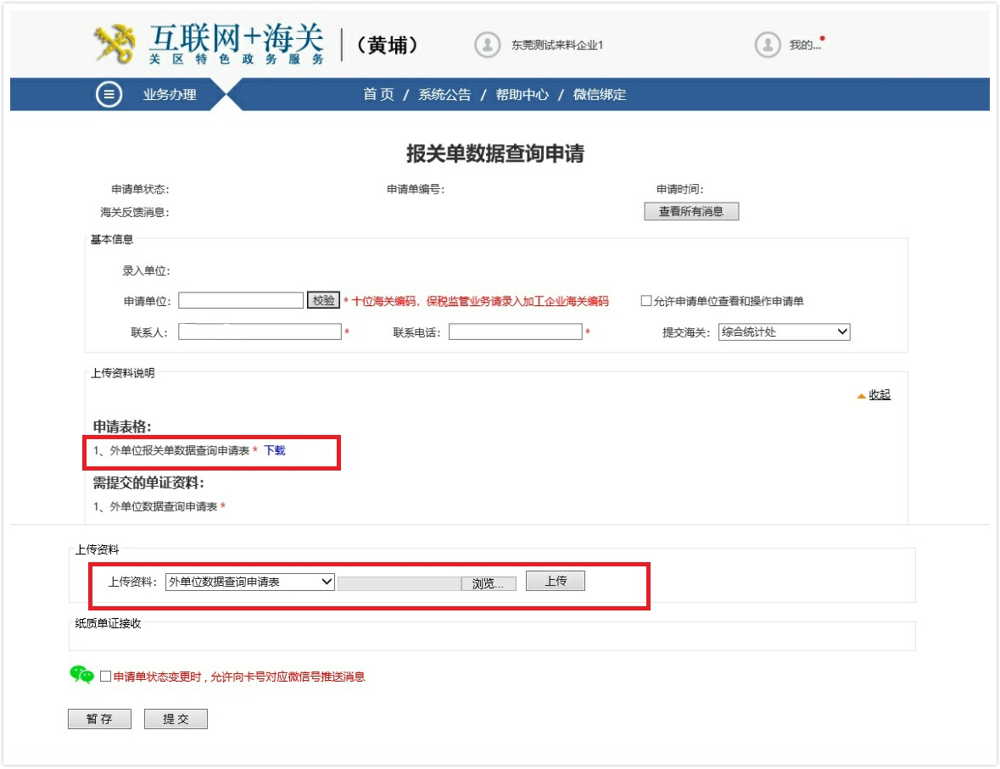 互联网+海关
关区特色政务服务
（黄埔）
东莞测试来料企业1
我的...
业务办理
首页 / 系统公告 / 帮助中心 / 微信绑定
报关单数据查询申请
申请单状态： 申请单编号： 申请时间：
海关反馈消息： 查看所有消息
基本信息
录入单位：
申请单位： 校验 * 十位海关编码，保税监管业务请录入加工企业海关编码 允许申请单位查看和操作申请单
联系人： * 联系电话： * 提交海关： 综合统计处
上传资料说明
收起
申请表格：
1、外单位报关单数据查询申请表 * 下载
需提交的单证资料：
1、外单位数据查询申请表 *
上传资料
上传资料： 外单位数据查询申请表 浏览... 上传
纸质单证接收
申请单状态变更时，允许向卡号对应微信号推送消息
暂存 提交